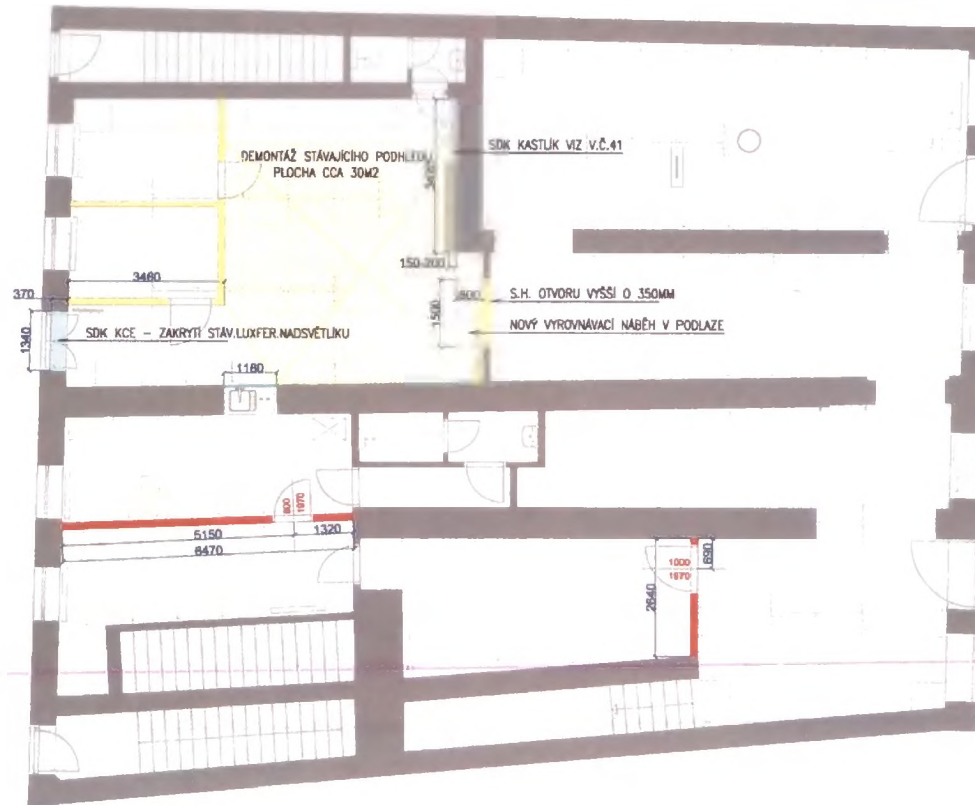 DEMONTÁŽ STÁVAJÍCÍHO PODHLEDU
PLOCHA CCA 30M2
SDK KASTLÍK VIZ V.Č.41
150-200
3460
370
1340
S.H. OTVORU VYŠŠÍ O 350MM
900
1500
NOVÝ VYROVNÁVACÍ NÁBĚH V PODLAZE
SDK KCE – ZAKRYTÍ STÁV.LUXFER.NADSVĚTLÍKU
1180
800
1970
5150
1320
6470
1000
1970
690
2640